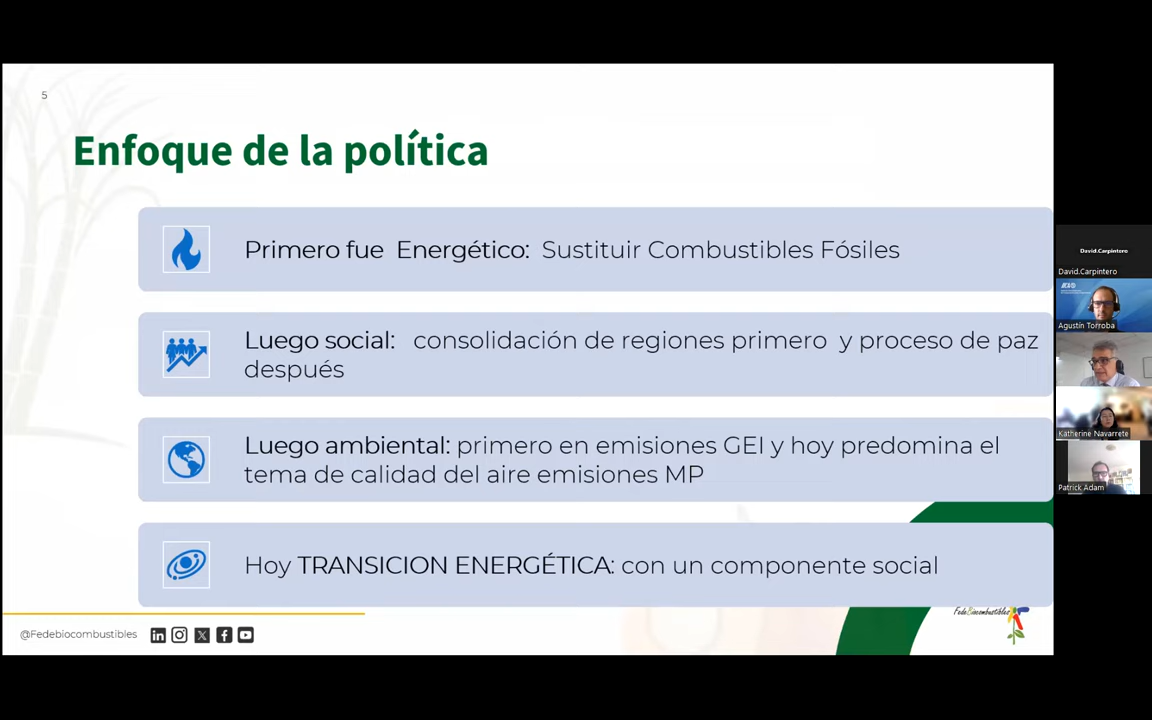 5
Enfoque de la política
Primero fue Energético: Sustituir Combustibles Fósiles
Luego social: consolidación de regiones primero y proceso de paz
después
Luego ambiental: primero en emisiones GEI y hoy predomina el
tema de calidad del aire emisiones MP
Hoy TRANSICION ENERGÉTICA: con un componente social
@Fedebiocombustibles
FedeBiocombustibles
David.Carpintero
David.Carpintero
Agustín Torroba
Katherine Navarrete
Patrick Adam